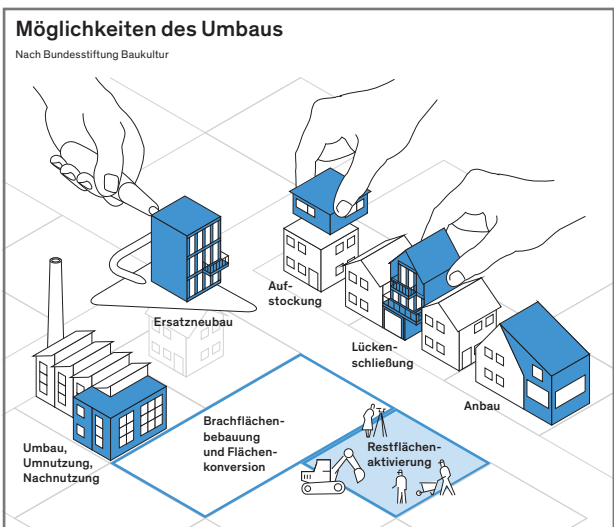 Möglichkeiten des Umbaus
Nach Bundesstiftung Baukultur
Ersatzneubau
Auf-
stockung
Lücken-
schließung
Anbau
Umbau,
Umnutzung,
Nachnutzung
Brachflächen-
bebauung
und Flächen-
konversion
Restflächen-
aktivierung